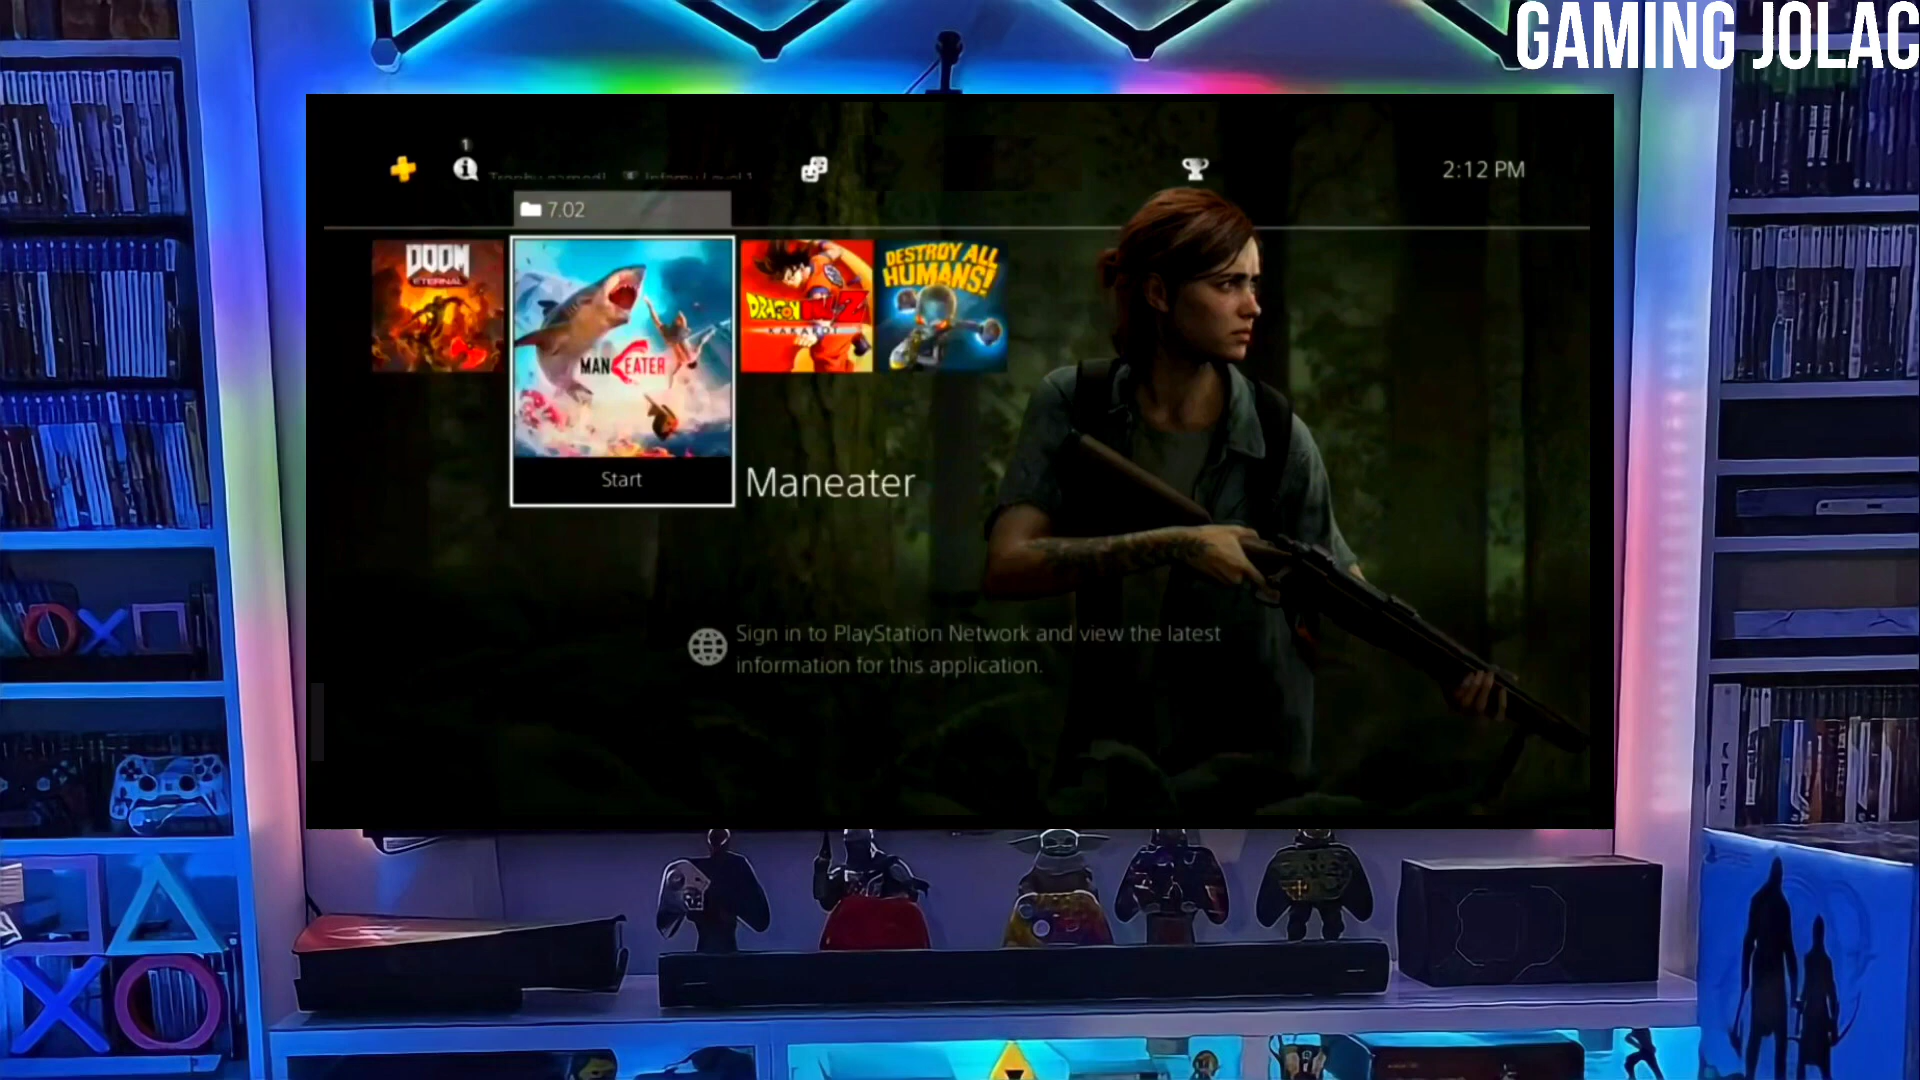 GAMING JOLAC
1
2:12 PM
7.02
DOOM
ETERNAL
MANEATER
DRAGON BALL Z
KAKAROT
DESTROY ALL
HUMANS!
Start
Maneater
Sign in to PlayStation Network and view the latest
information for this application.